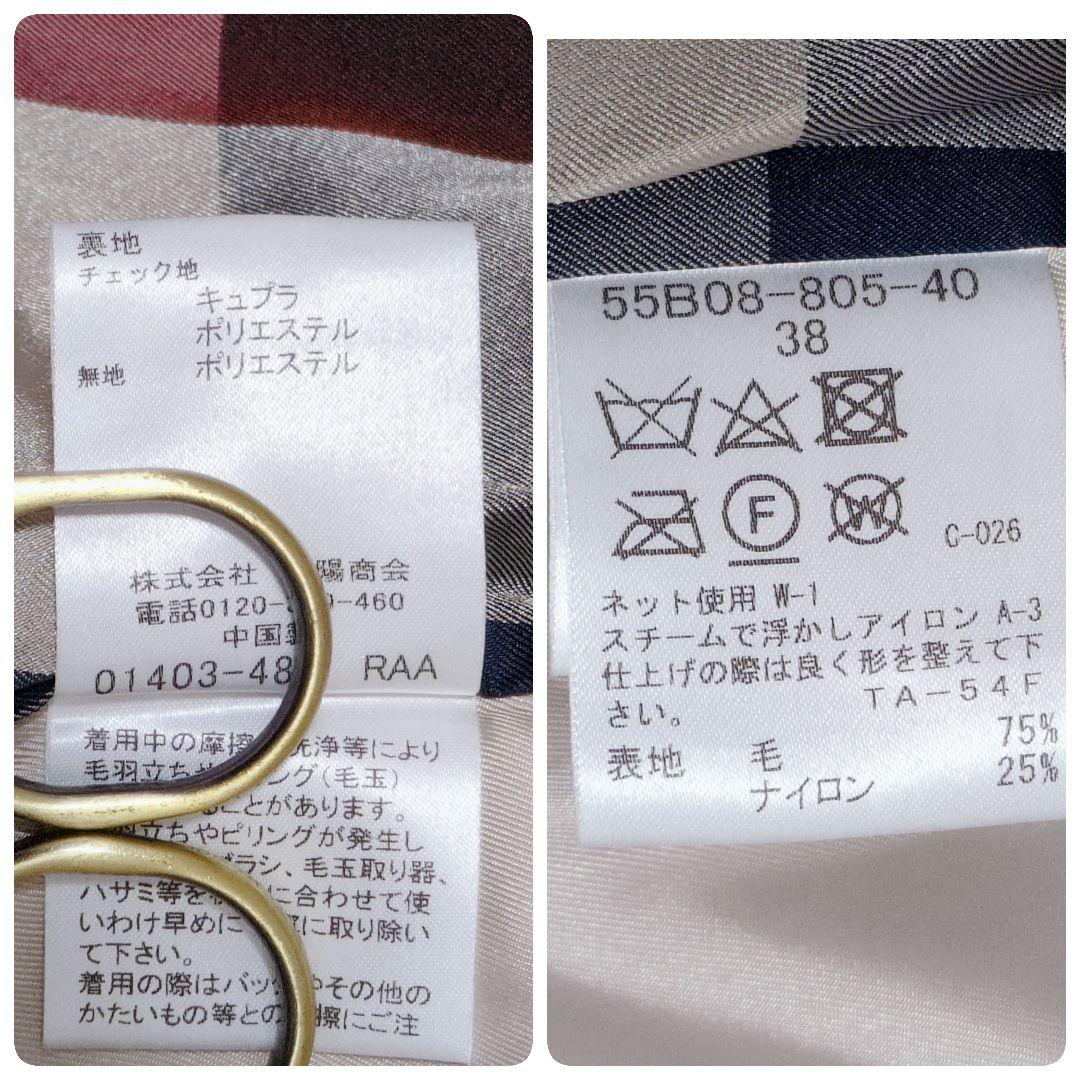 裏地
チェック地
キュプラ
ポリエステル
無地 ポリエステル
株式会社 陽商会
電話0120- -460
中国
01403-48 RAA
着用中の摩擦 洗浄等により
毛羽立ちや ング(毛玉)
ことがあります。
立ちやピリングが発生し
ブラシ、毛玉取り器、
ハサミ等を に合わせて使
いわけ早めに に取り除い
て下さい。
着用の際はバッ やその他の
かたいもの等との 擦にご注
55B08-805-40
38
F
W
C-026
ネット使用 W-1
スチームで浮かしアイロン A-3
仕上げの際は良く形を整えて下
さい。 TA-54F
表地 毛 75%
ナイロン 25%